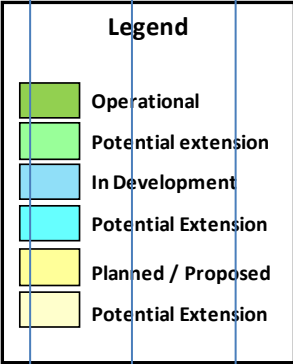 Legend
Operational
Potential extension
In Development
Potential Extension
Planned / Proposed
Potential Extension